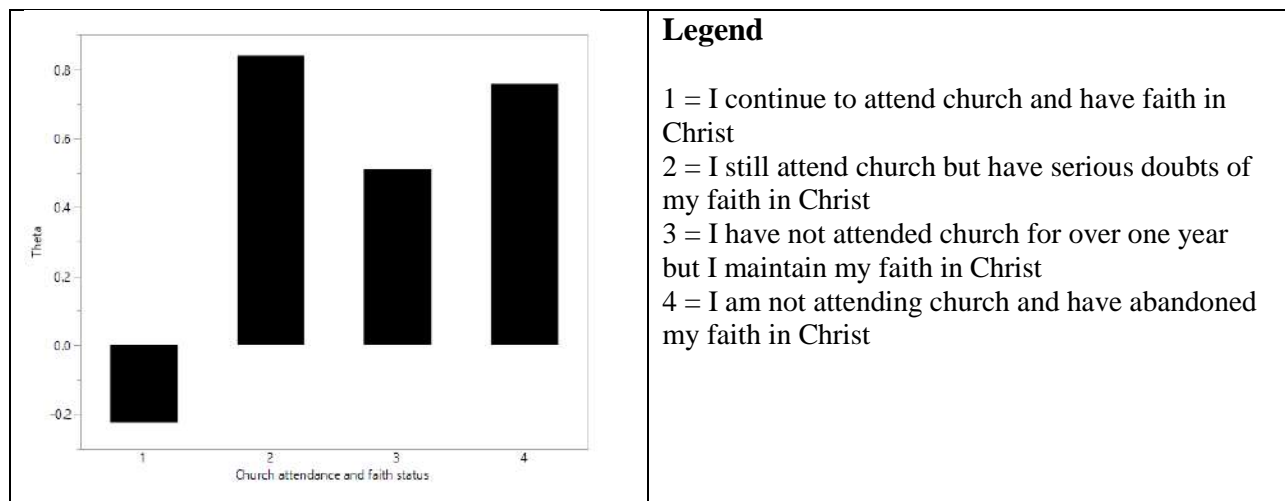 0.8
0.6
0.4
0.2
0.0
-0.2
Theta
1 2 3 4
Church attendance and faith status
Legend
1 = I continue to attend church and have faith in
Christ
2 = I still attend church but have serious doubts of
my faith in Christ
3 = I have not attended church for over one year
but I maintain my faith in Christ
4 = I am not attending church and have abandoned
my faith in Christ